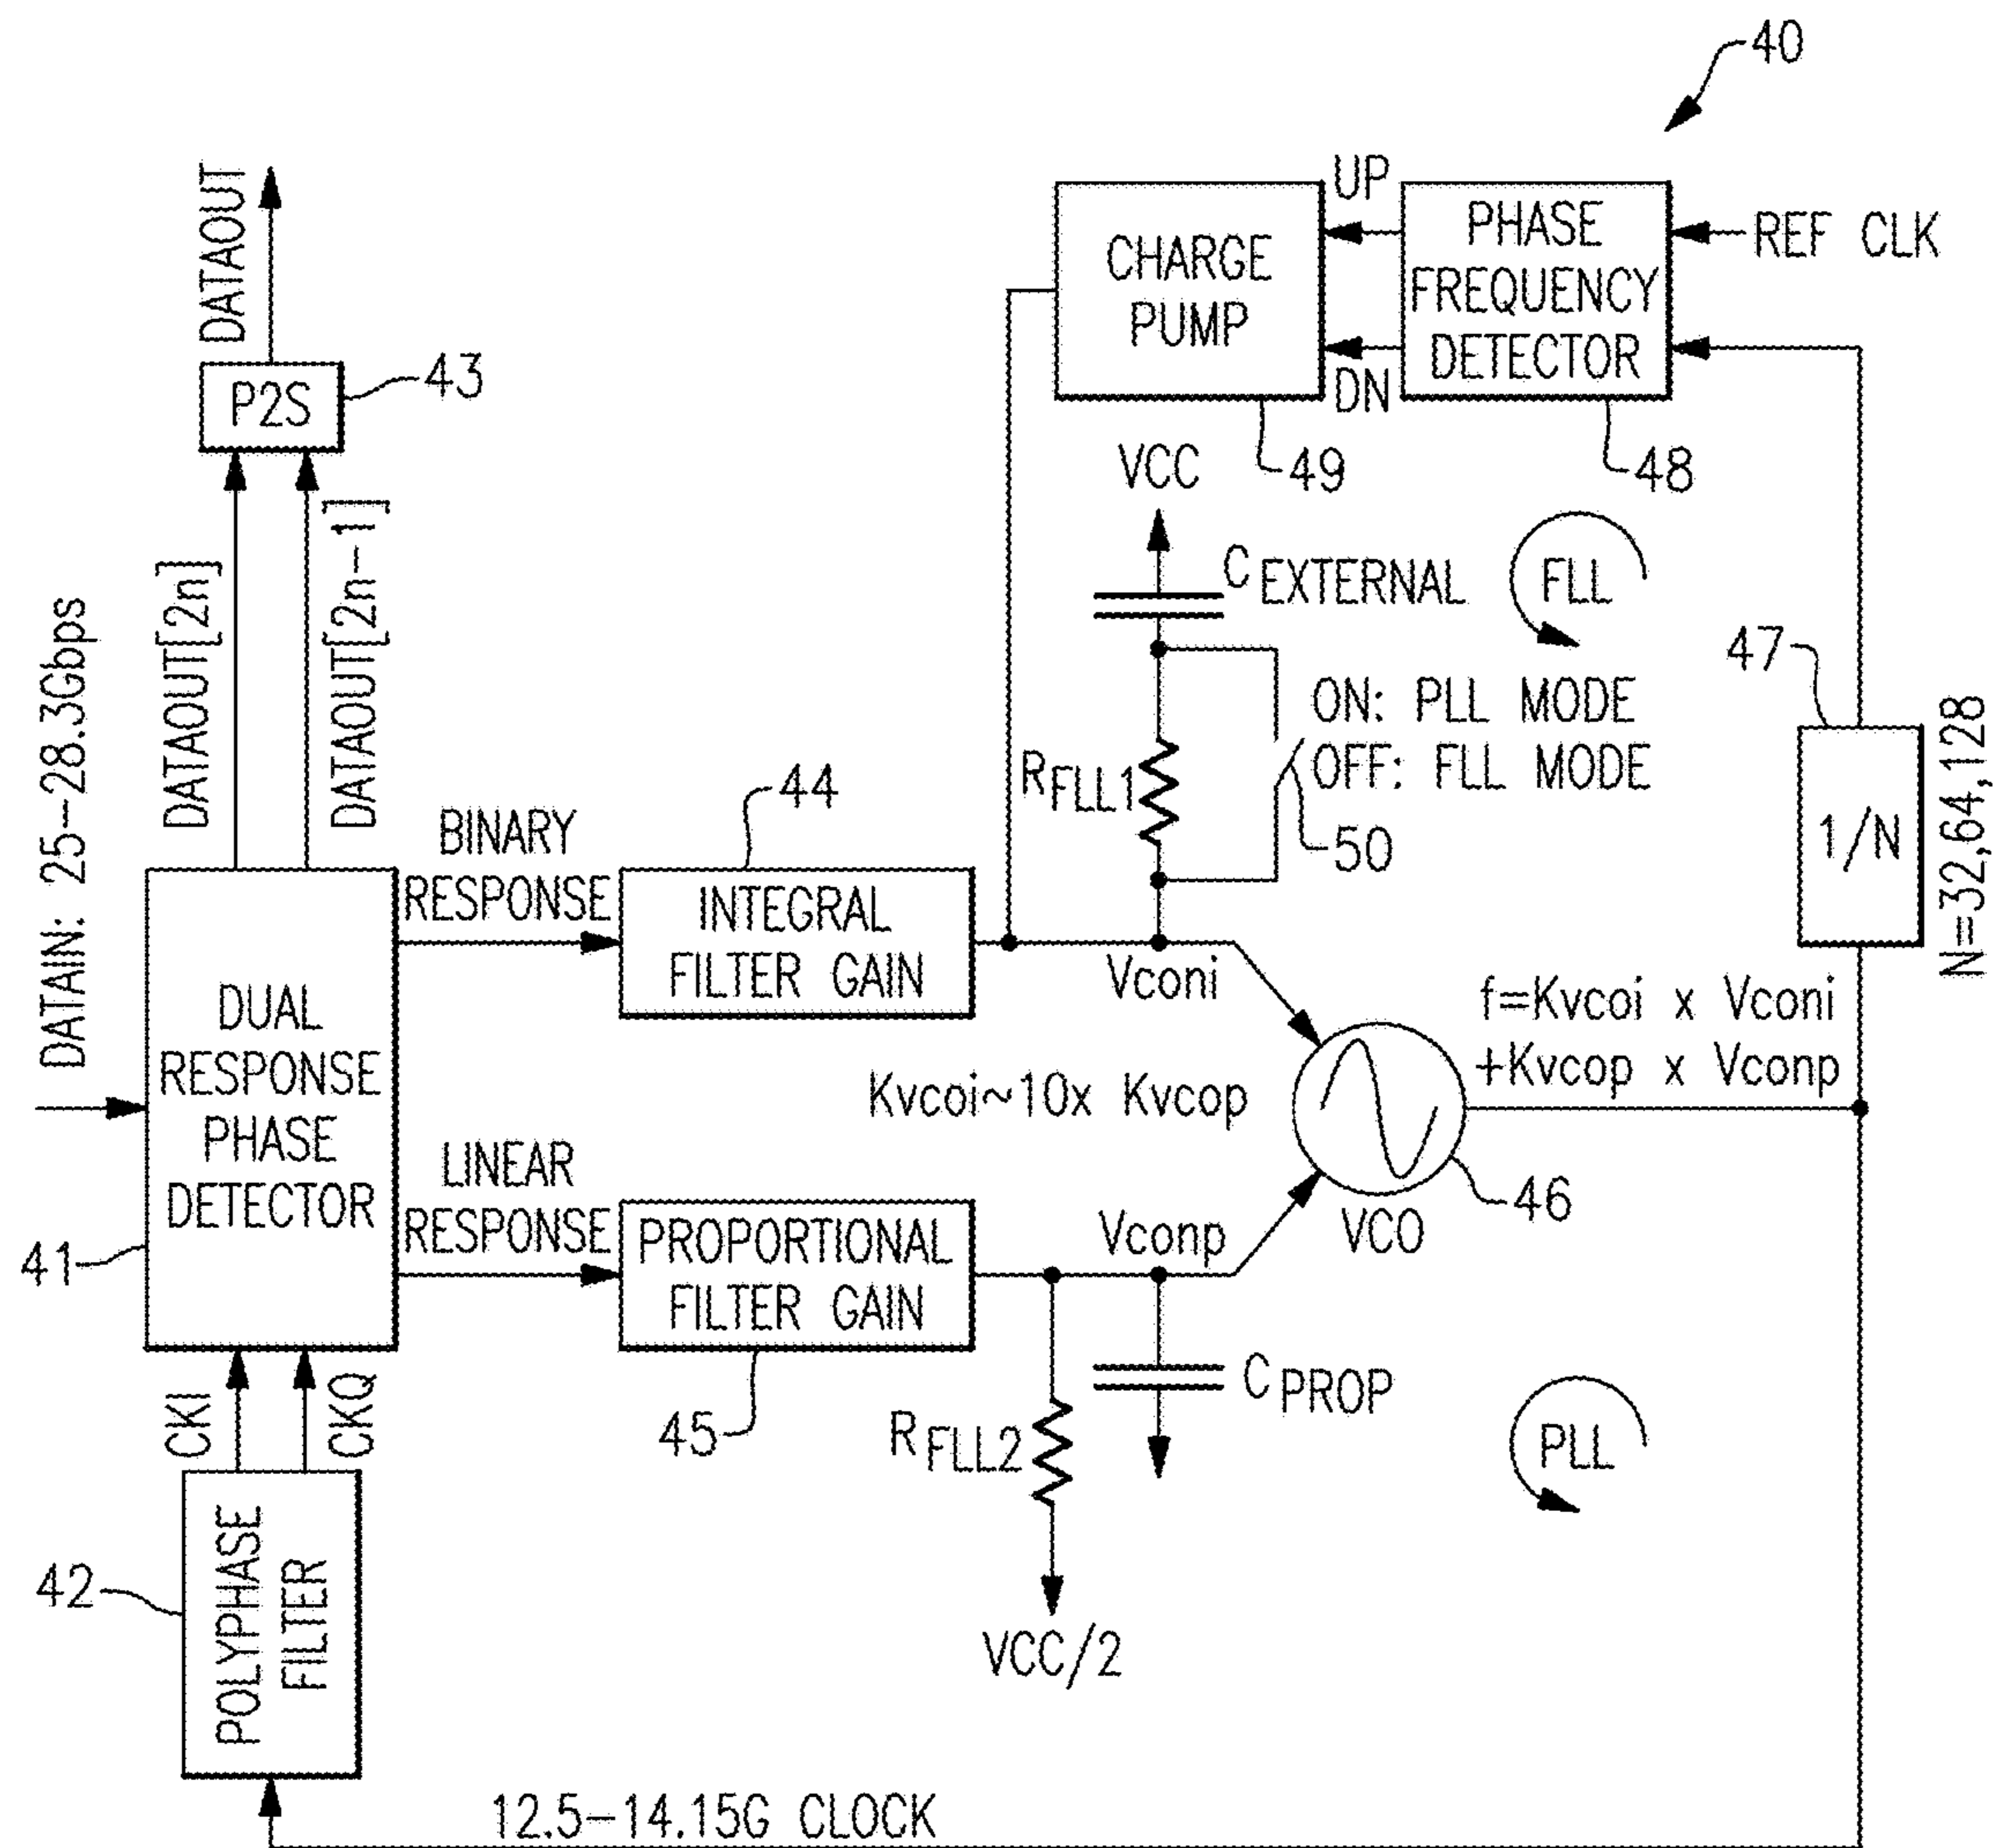 40
DATAOUT
UP
CHARGE
PUMP
PHASE
FREQUENCY
DETECTOR
REF CLK
DN
P2S
43
49
48
VCC
C EXTERNAL
FLL
DATAIN: 25-28.3Gbps
DATAOUT[2n]
DATAOUT[2n-1]
ON: PLL MODE
OFF: FLL MODE
RFLL1
50
47
1/N
N=32,64,128
BINARY
RESPONSE
44
INTEGRAL
FILTER GAIN
Vconi
DUAL
RESPONSE
PHASE
DETECTOR
41
f=Kvcoi x Vconi
+Kvcop x Vconp
Kvcoi~10x Kvcop
46
VCO
LINEAR
RESPONSE
PROPORTIONAL
FILTER GAIN
45
Vconp
C PROP
RFLL2
VCC/2
PLL
CKI
CKQ
42
POLYPHASE
FILTER
12.5-14.15G CLOCK